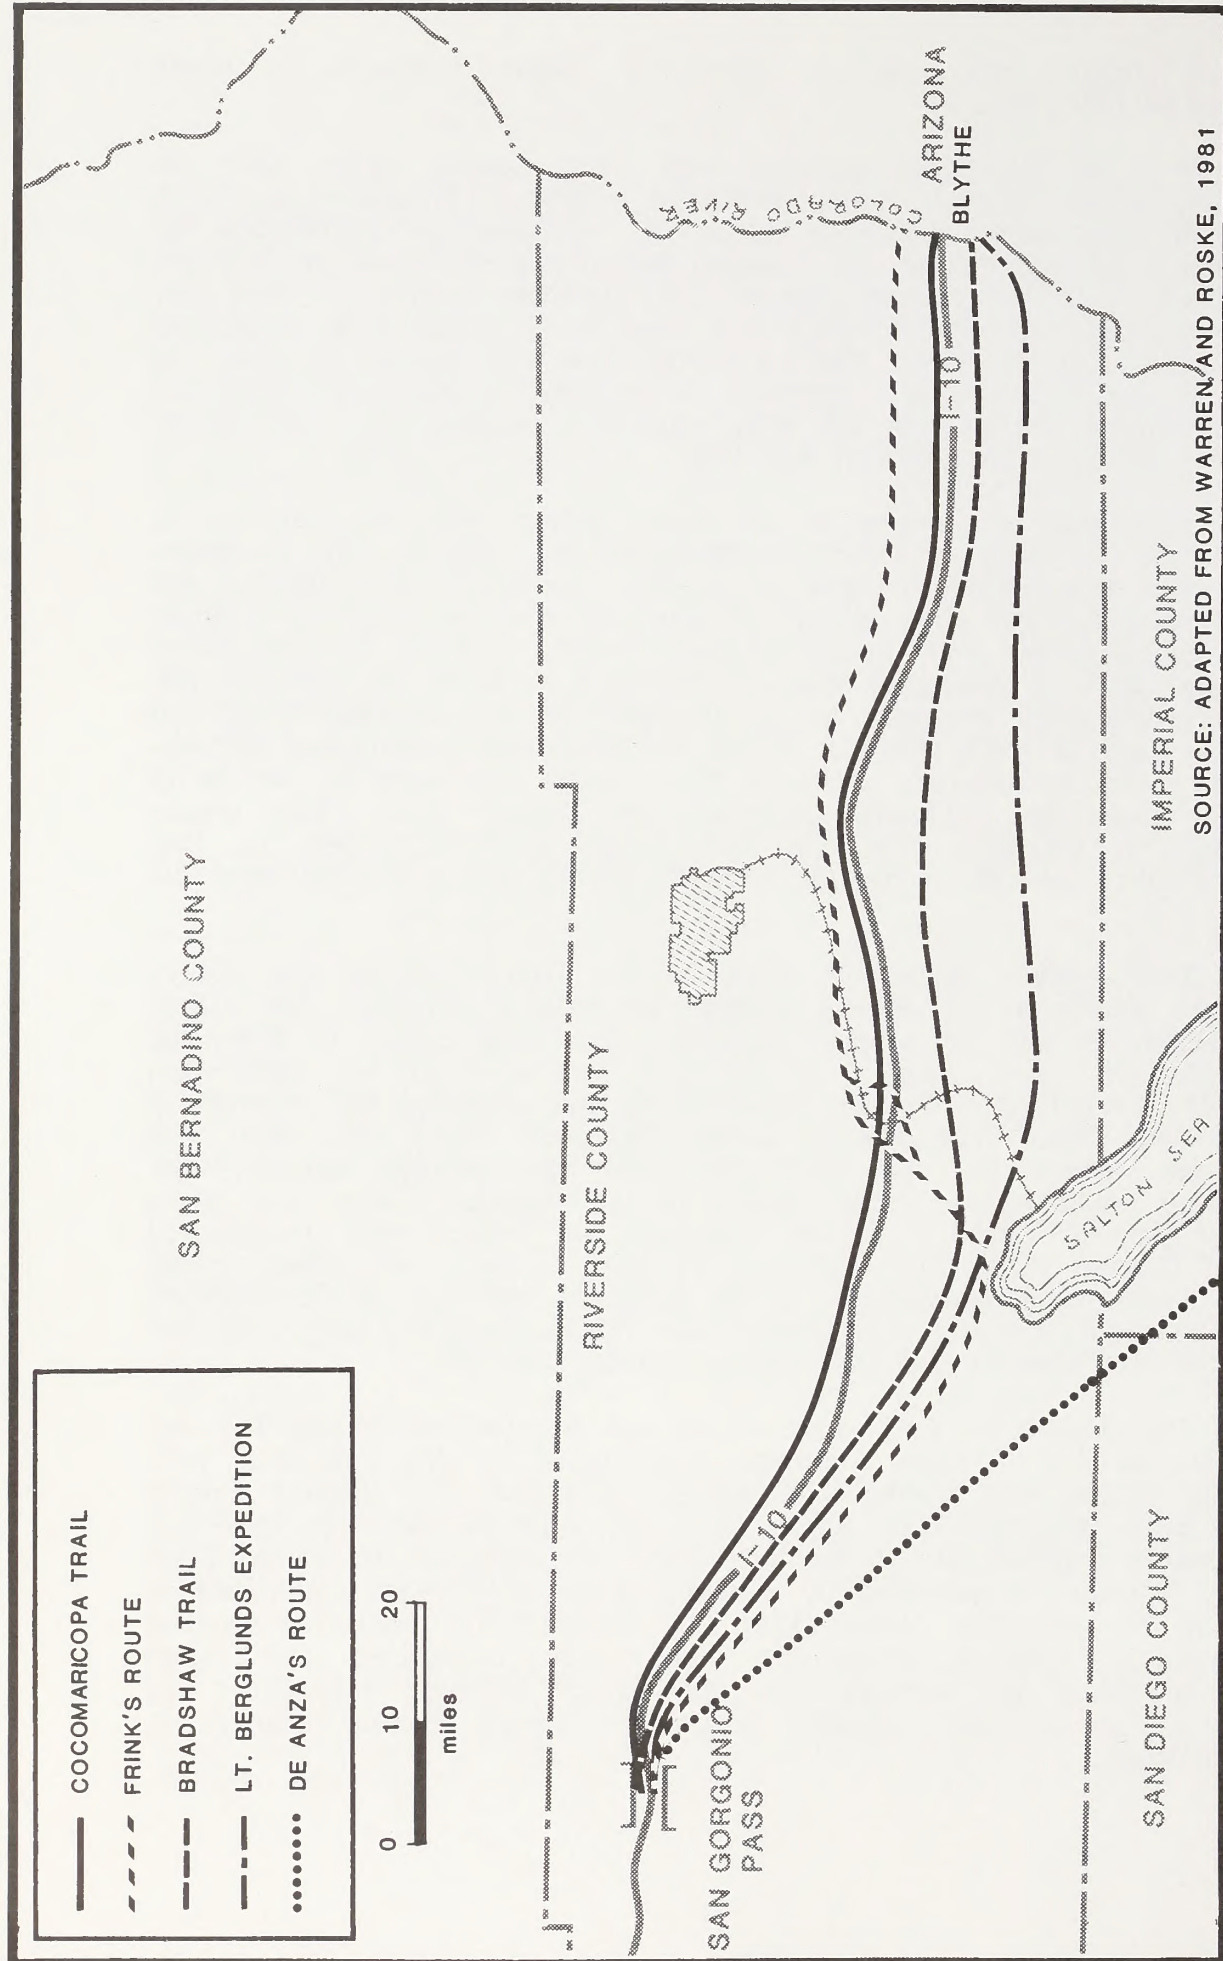 COCOMARICOPA TRAIL
FRINK'S ROUTE
BRADSHAW TRAIL
LT. BERGLUNDS EXPEDITION
DE ANZA'S ROUTE
0 10 20
miles
SAN BERNADINO COUNTY
RIVERSIDE COUNTY
COLORADO RIVER
ARIZONA
BLYTHE
I-10
I-10
SAN GORGONIO
PASS
SALTON SEA
SAN DIEGO COUNTY
IMPERIAL COUNTY
SOURCE: ADAPTED FROM WARREN AND ROSKE, 1981